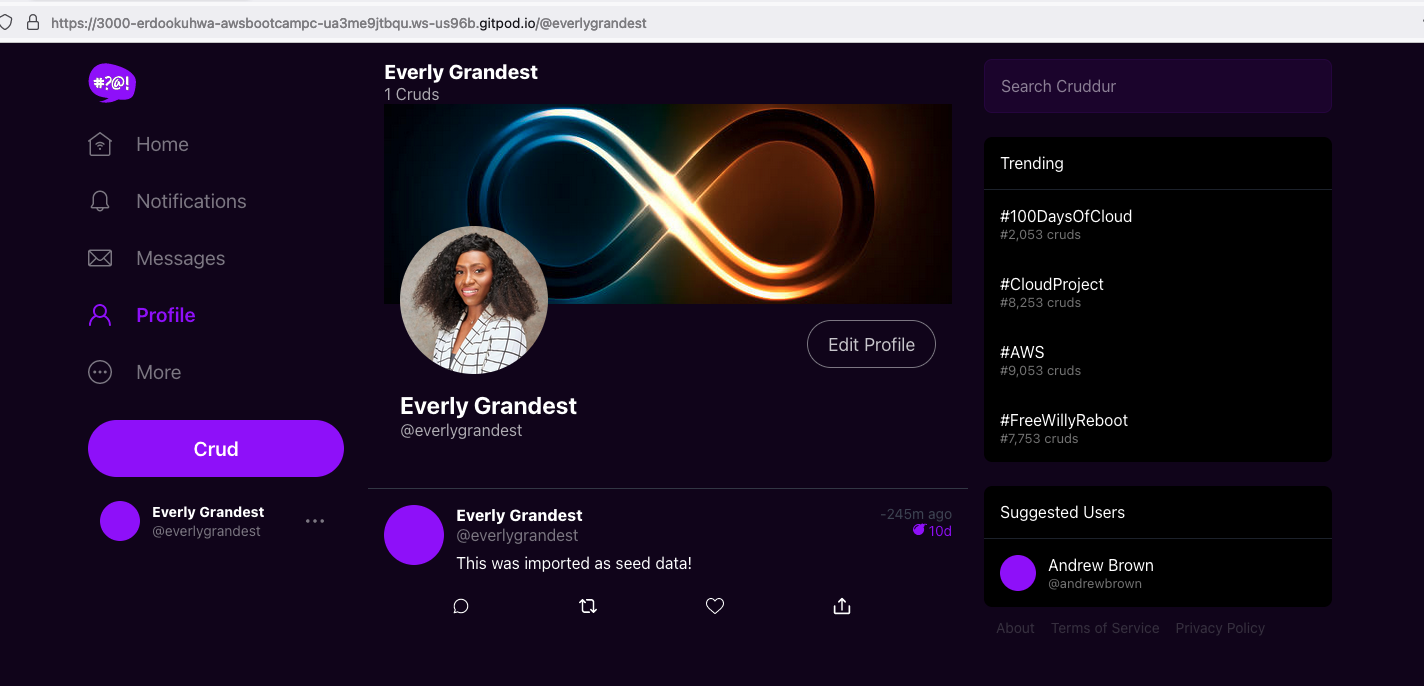 https://3000-erdookuhwa-awsbootcampc-ua3me9jtbqu.ws-us96b.gitpod.io/@everlygrandest
#?@!
Home
Notifications
Messages
Profile
More
Crud
Everly Grandest
@everlygrandest
Everly Grandest
1 Cruds
Edit Profile
Everly Grandest
@everlygrandest
Everly Grandest
-245m ago
@everlygrandest
10d
This was imported as seed data!
Search Cruddur
Trending
#100DaysOfCloud
#2,053 cruds
#CloudProject
#8,253 cruds
#AWS
#9,053 cruds
#FreeWillyReboot
#7,753 cruds
Suggested Users
Andrew Brown
@andrewbrown
About Terms of Service Privacy Policy